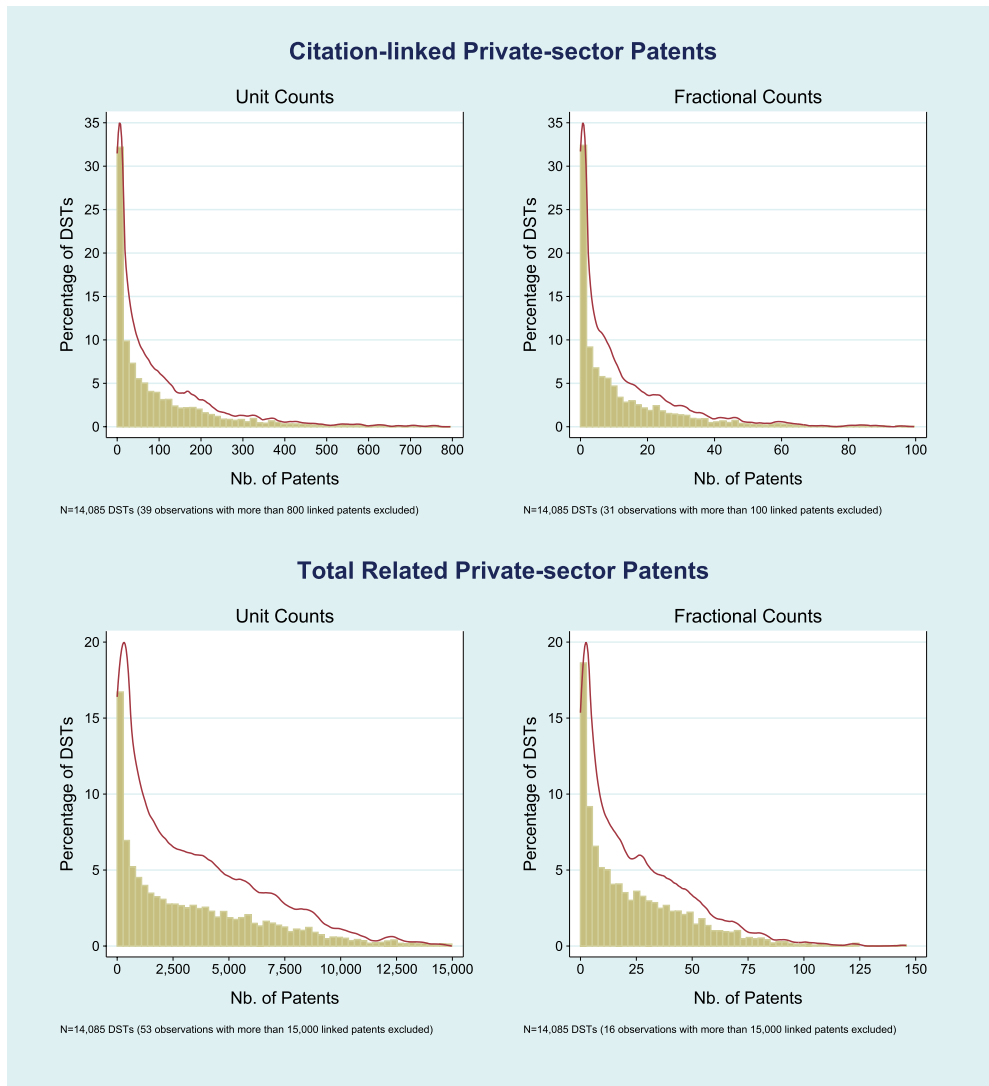 Citation-linked Private-sector Patents
Unit Counts
Percentage of DSTs
35
30
25
20
15
10
5
0
0 100 200 300 400 500 600 700 800
Nb. of Patents
N=14,085 DSTs (39 observations with more than 800 linked patents excluded)
Fractional Counts
Percentage of DSTs
35
30
25
20
15
10
5
0
0 20 40 60 80 100
Nb. of Patents
N=14,085 DSTs (31 observations with more than 100 linked patents excluded)
Total Related Private-sector Patents
Unit Counts
Percentage of DSTs
20
15
10
5
0
0 2,500 5,000 7,500 10,000 12,500 15,000
Nb. of Patents
N=14,085 DSTs (53 observations with more than 15,000 linked patents excluded)
Fractional Counts
Percentage of DSTs
20
15
10
5
0
0 25 50 75 100 125 150
Nb. of Patents
N=14,085 DSTs (16 observations with more than 15,000 linked patents excluded)